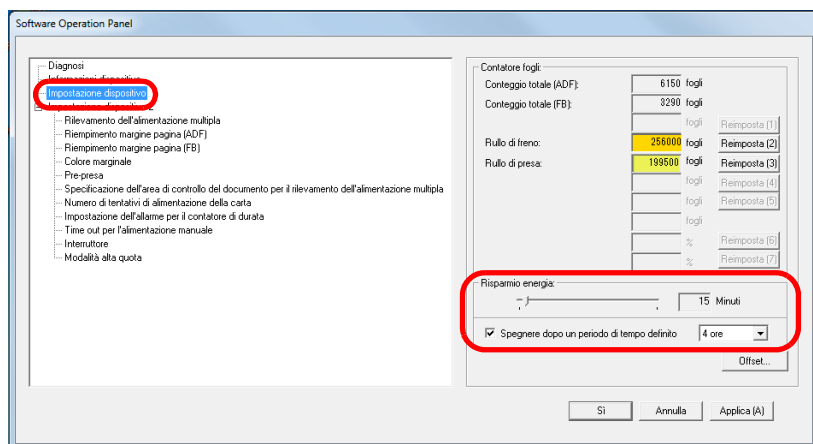 Software Operation Panel
Diagnosi
Informazioni dispositivo
Impostazione dispositivo
Impostazione dispositivo 2
Rilevamento dell'alimentazione multipla
Riempimento margine pagina (ADF)
Riempimento margine pagina (FB)
Colore marginale
Pre-presa
Specificazione dell'area di controllo del documento per il rilevamento dell'alimentazione multipla
Numero di tentativi di alimentazione della carta
Impostazione dell'allarme per il contatore di durata
Time out per l'alimentazione manuale
Interruttore
Modalità alta quota
Contatore fogli:
Conteggio totale (ADF): 6150 fogli
Conteggio totale (FB): 3290 fogli
fogli Reimposta (1)
Rullo di freno: 256000 fogli Reimposta (2)
Rullo di presa: 199500 fogli Reimposta (3)
fogli Reimposta (4)
fogli Reimposta (5)
fogli
% Reimposta (6)
% Reimposta (7)
Risparmio energia:
15 Minuti
Spegnere dopo un periodo di tempo definito 4 ore
Offset...
Sì Annulla Applica (A)